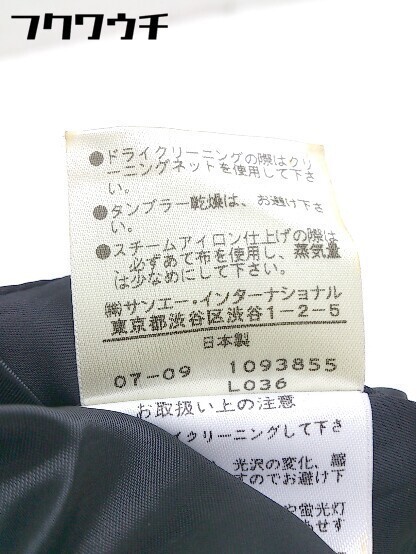 フクワウチ
●ドライクリーニングの際はクリ
ーニングネットを使用して下さ
い。
●タンブラー乾燥は、お避け下さ
い。
●スチームアイロン仕上げの際は
必ずあて布を使用し、蒸気量
は少なめにして下さい。
㈱サンエー・インターナショナル
東京都渋谷区渋谷1-2-5
日本製
07-09 1093855
L036
お取扱い上の注意
イクリーニングして下さ
、光沢の変化、縮
すのでお避け下
や蛍光灯
せず